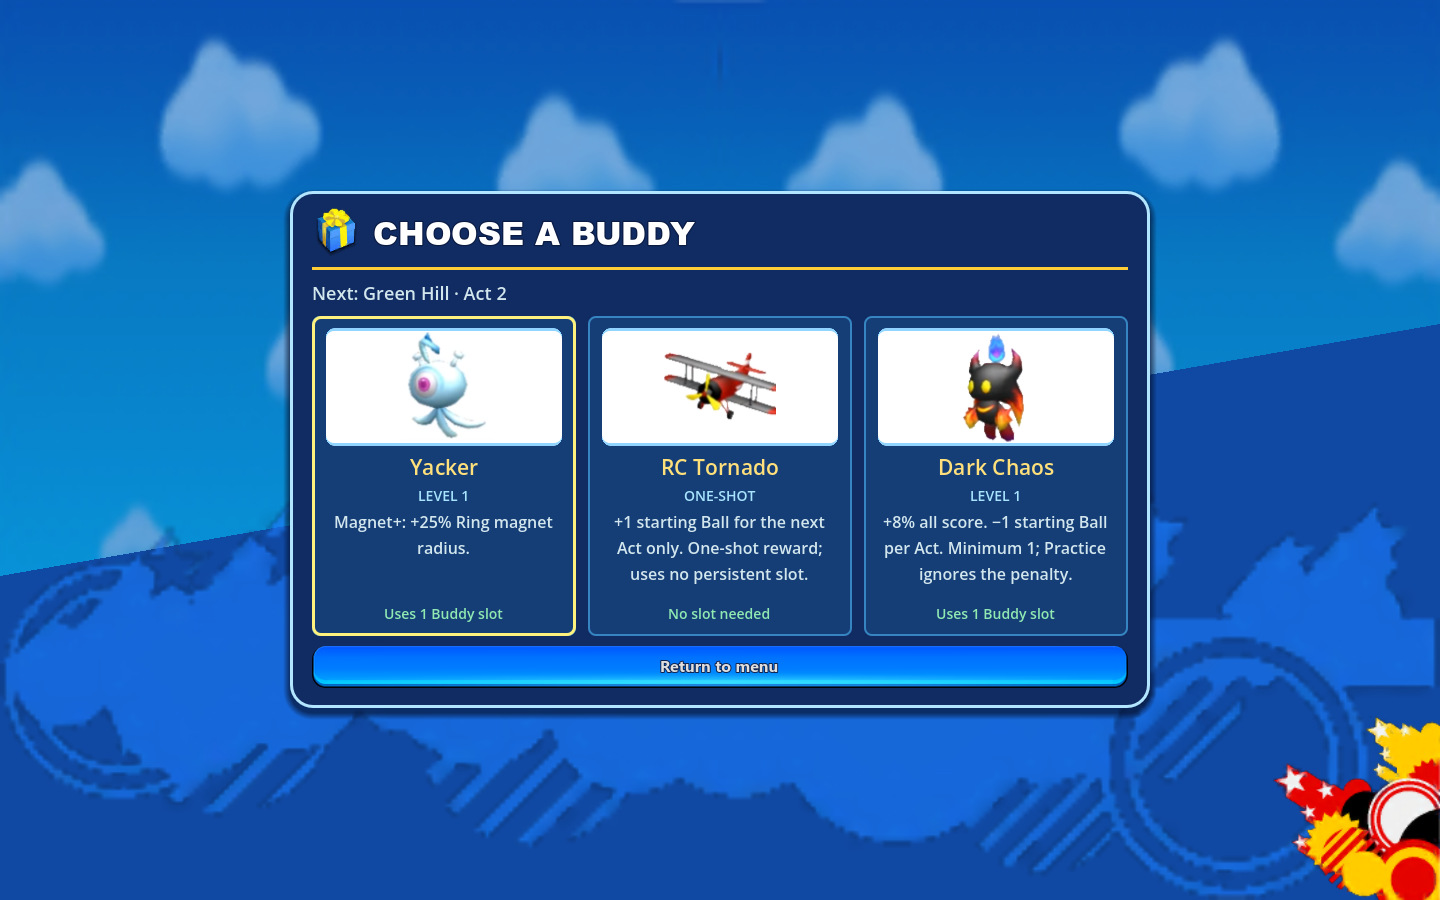 CHOOSE A BUDDY
Next: Green Hill · Act 2
Yacker
LEVEL 1
Magnet+: +25% Ring magnet
radius.
Uses 1 Buddy slot
RC Tornado
ONE-SHOT
+1 starting Ball for the next
Act only. One-shot reward;
uses no persistent slot.
No slot needed
Dark Chaos
LEVEL 1
+8% all score. −1 starting Ball
per Act. Minimum 1; Practice
ignores the penalty.
Uses 1 Buddy slot
Return to menu